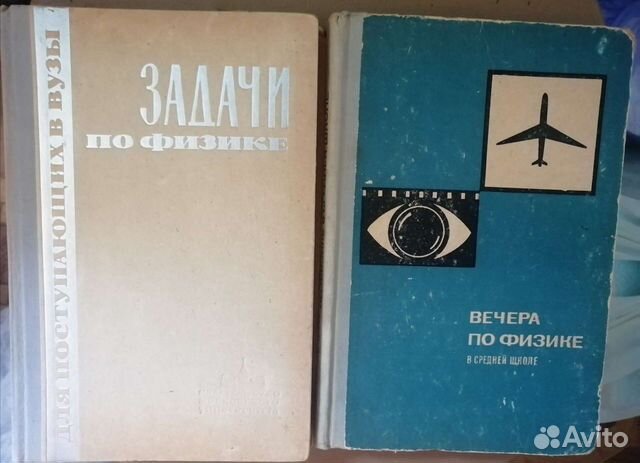 ДЛЯ ПОСТУПАЮЩИХ В ВУЗЫ
ЗАДАЧИ
ПО ФИЗИКЕ
ВЕЧЕРА
ПО ФИЗИКЕ
В СРЕДНЕЙ ШКОЛЕ
Avito